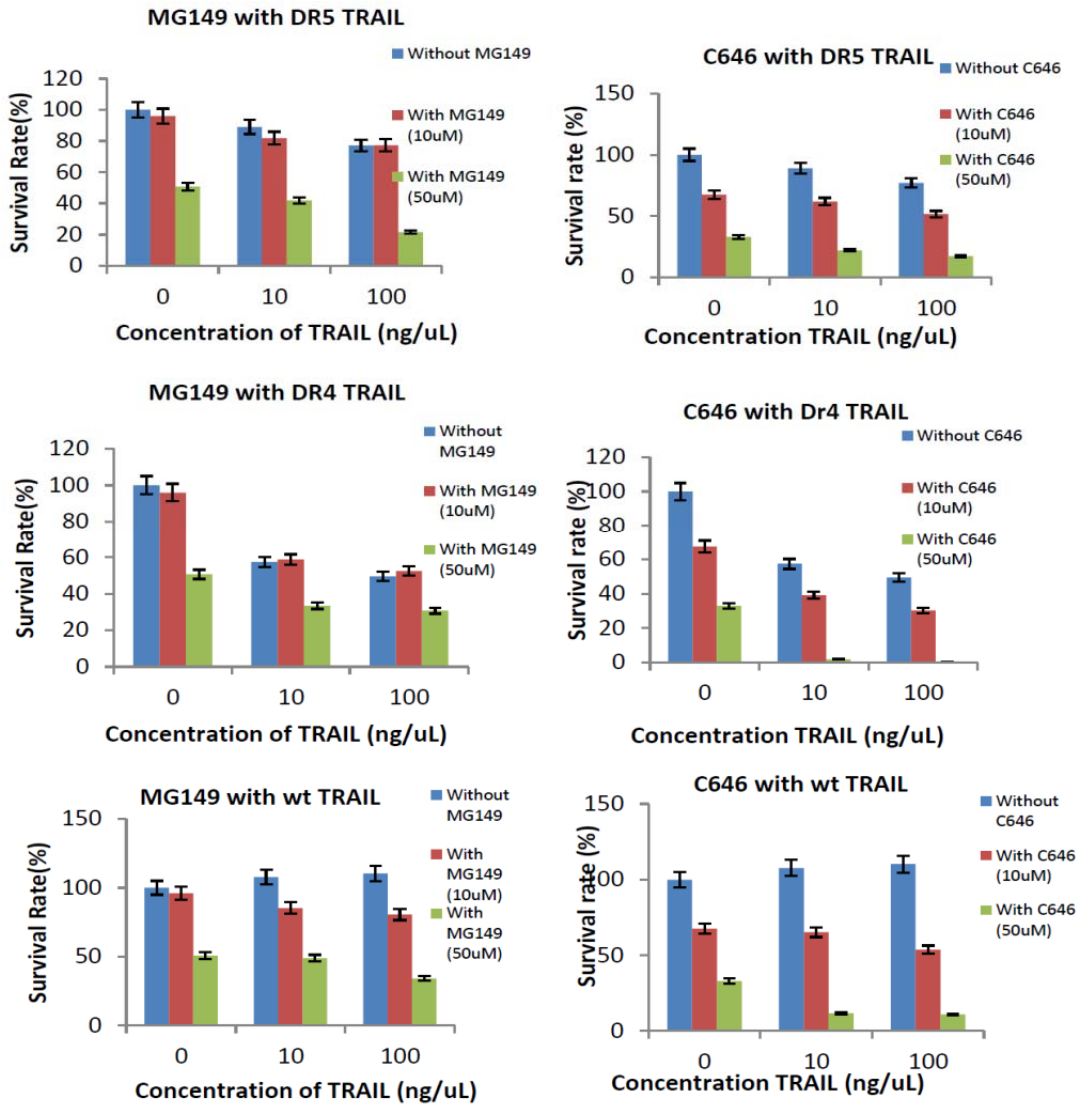 MG149 with DR5 TRAIL
Without MG149
With MG149
(10uM)
With MG149
(50uM)
Survival Rate(%)
120
100
80
60
40
20
0
0 10 100
Concentration of TRAIL (ng/uL)
C646 with DR5 TRAIL
Without C646
With C646
(10uM)
With C646
(50uM)
Survival rate (%)
150
100
50
0
0 10 100
Concentration TRAIL (ng/uL)
MG149 with DR4 TRAIL
Without
MG149
With MG149
(10uM)
With MG149
(50uM)
Survival Rate(%)
120
100
80
60
40
20
0
0 10 100
Concentration of TRAIL (ng/uL)
C646 with Dr4 TRAIL
Without C646
With C646
(10uM)
With C646
(50uM)
Survival rate (%)
120
100
80
60
40
20
0
0 10 100
Concentration TRAIL (ng/uL)
MG149 with wt TRAIL
Without
MG149
With
MG149
(10uM)
With
MG149
(50uM)
Survival Rate(%)
150
100
50
0
0 10 100
Concentration of TRAIL (ng/uL)
C646 with wt TRAIL
Without
C646
With C646
(10uM)
With C646
(50uM)
Survival rate (%)
150
100
50
0
0 10 100
Concentration TRAIL (ng/uL)